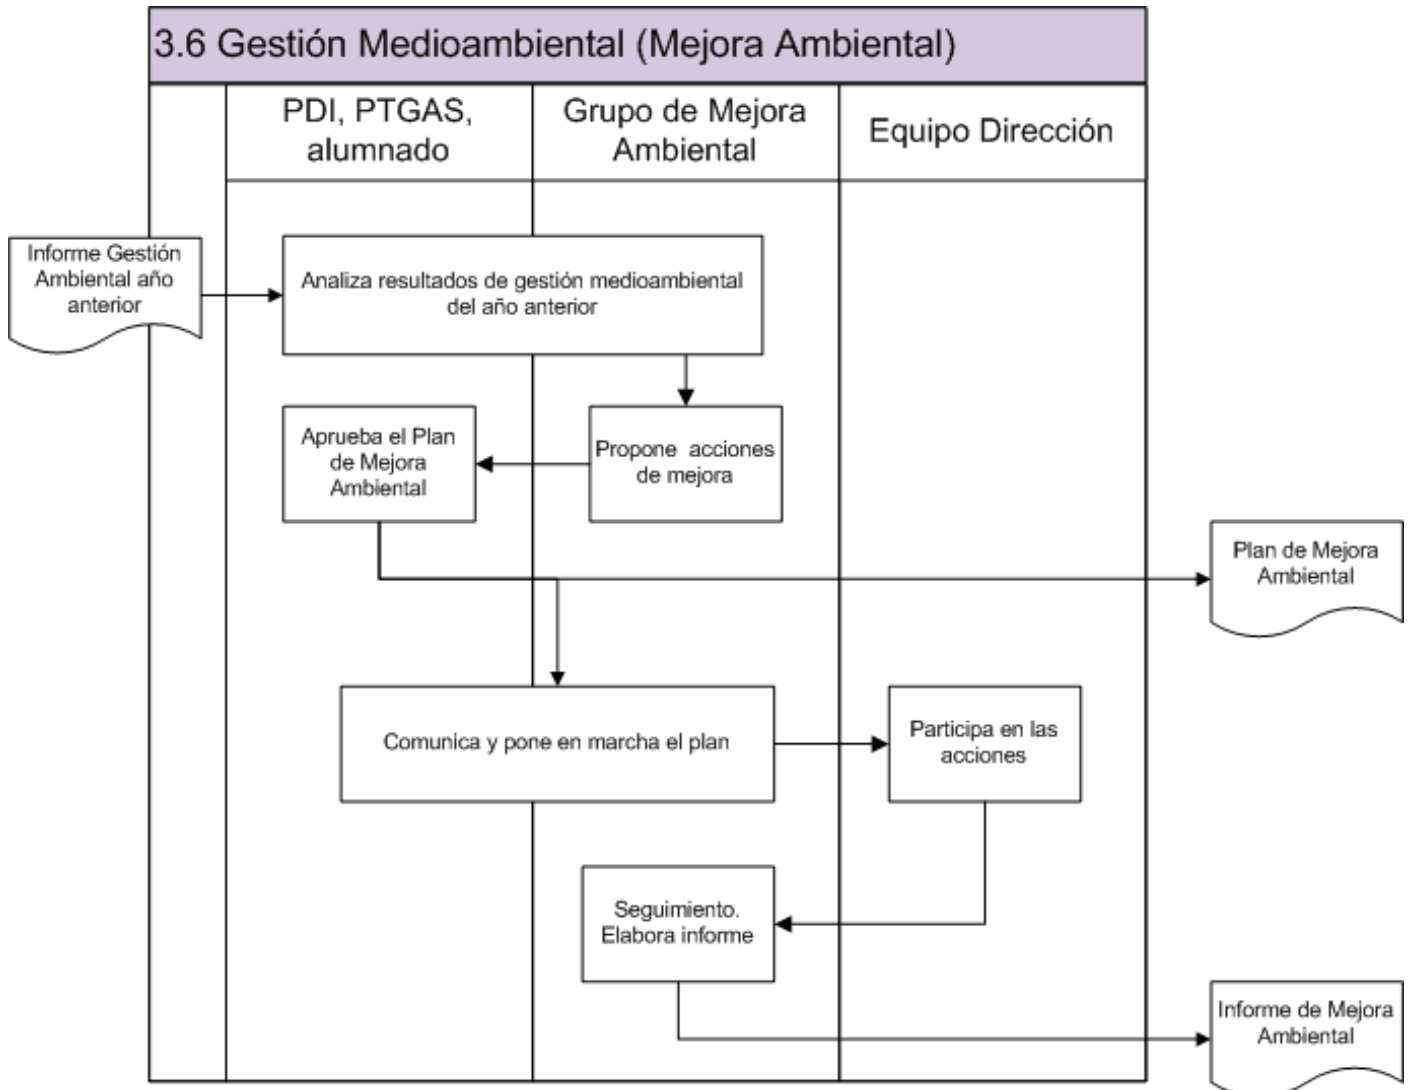 3.6 Gestión Medioambiental (Mejora Ambiental)
PDI, PTGAS,
alumnado
Grupo de Mejora
Ambiental
Equipo Dirección
Informe Gestión
Ambiental año
anterior
Analiza resultados de gestión medioambiental
del año anterior
Aprueba el Plan
de Mejora
Ambiental
Propone acciones
de mejora
Plan de Mejora
Ambiental
Comunica y pone en marcha el plan
Participa en las
acciones
Seguimiento.
Elabora informe
Informe de Mejora
Ambiental